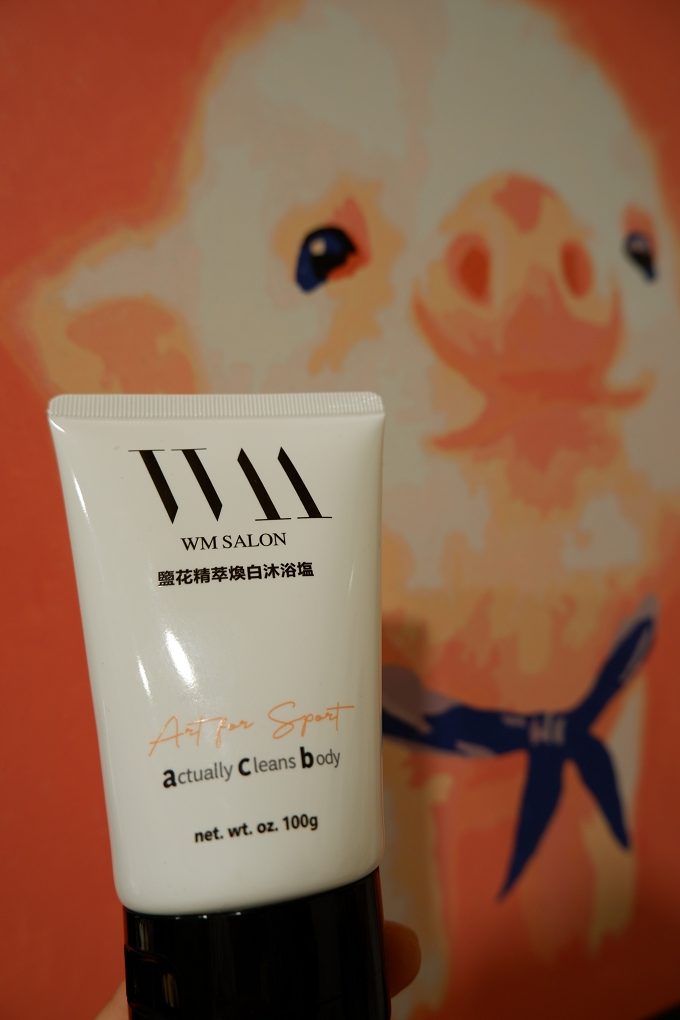 WM
WM SALON
鹽花精萃煥白沐浴塩
Art for Sport
actually cleans body
net. wt. oz. 100g